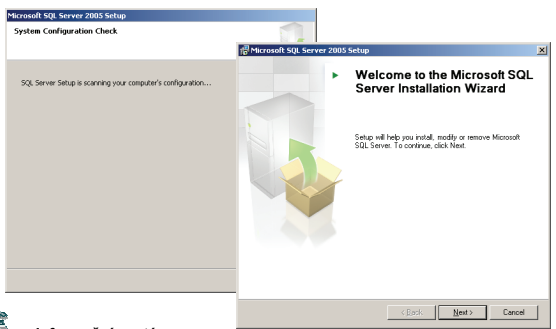 Microsoft SQL Server 2005 Setup
System Configuration Check
SQL Server Setup is scanning your computer's configuration...
Microsoft SQL Server 2005 Setup
Welcome to the Microsoft SQL
Server Installation Wizard
Setup will help you install, modify or remove Microsoft
SQL Server. To continue, click Next.
< Back
Next >
Cancel